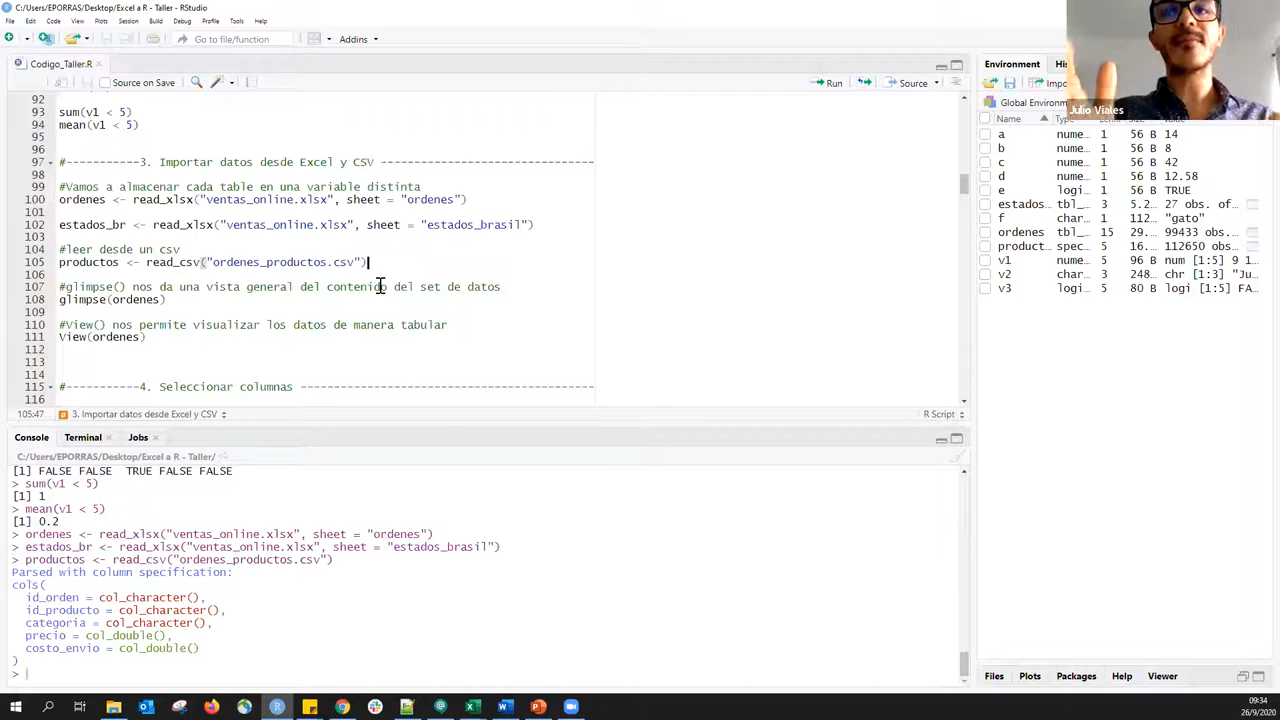 C:/Users/EPORRAS/Desktop/Excel a R - Taller - RStudio
File Edit Code View Plots Session Build Debug Profile Tools Help
Go to file/function Addins
Codigo_Taller.R
Source on Save Run Source
92
93 sum(v1 < 5)
94 mean(v1 < 5)
95
96
97 #-----------3. Importar datos desde Excel y CSV --------------------------------
98
99 #Vamos a almacenar cada table en una variable distinta
100 ordenes <- read_xlsx("ventas_online.xlsx", sheet = "ordenes")
101
102 estados_br <- read_xlsx("ventas_online.xlsx", sheet = "estados_brasil")
103
104 #leer desde un csv
105 productos <- read_csv("ordenes_productos.csv")
106
107 #glimpse() nos da una vista general del contenido del set de datos
108 glimpse(ordenes)
109
110 #View() nos permite visualizar los datos de manera tabular
111 View(ordenes)
112
113
114
115 #-----------4. Seleccionar columnas --------------------------------------------
116
105:47 3. Importar datos desde Excel y CSV R Script
Console Terminal Jobs
C:/Users/EPORRAS/Desktop/Excel a R - Taller/
[1] FALSE FALSE  TRUE FALSE FALSE
> sum(v1 < 5)
[1] 1
> mean(v1 < 5)
[1] 0.2
> ordenes <- read_xlsx("ventas_online.xlsx", sheet = "ordenes")
> estados_br <- read_xlsx("ventas_online.xlsx", sheet = "estados_brasil")
> productos <- read_csv("ordenes_productos.csv")
Parsed with column specification:
cols(
  id_orden = col_character(),
  id_producto = col_character(),
  categoria = col_character(),
  precio = col_double(),
  costo_envio = col_double()
)
>
Julio Viales
Environment His
Impo
Global Environm
Name Type Size
a nume… 1 56 B 14
b nume… 1 56 B 8
c nume… 1 56 B 42
d nume… 1 56 B 12.58
e logi… 1 56 B TRUE
estados… tbl_… 3 5.2… 27 obs. of…
f char… 1 112… "gato"
ordenes tbl_… 15 29.… 99433 obs.…
product… spec… 5 16.… 112650 obs…
v1 nume… 5 96 B num [1:5] 9 1…
v2 char… 3 248… chr [1:3] "Ju…
v3 logi… 5 80 B logi [1:5] FA…
Files Plots Packages Help Viewer
09:34
26/9/2020